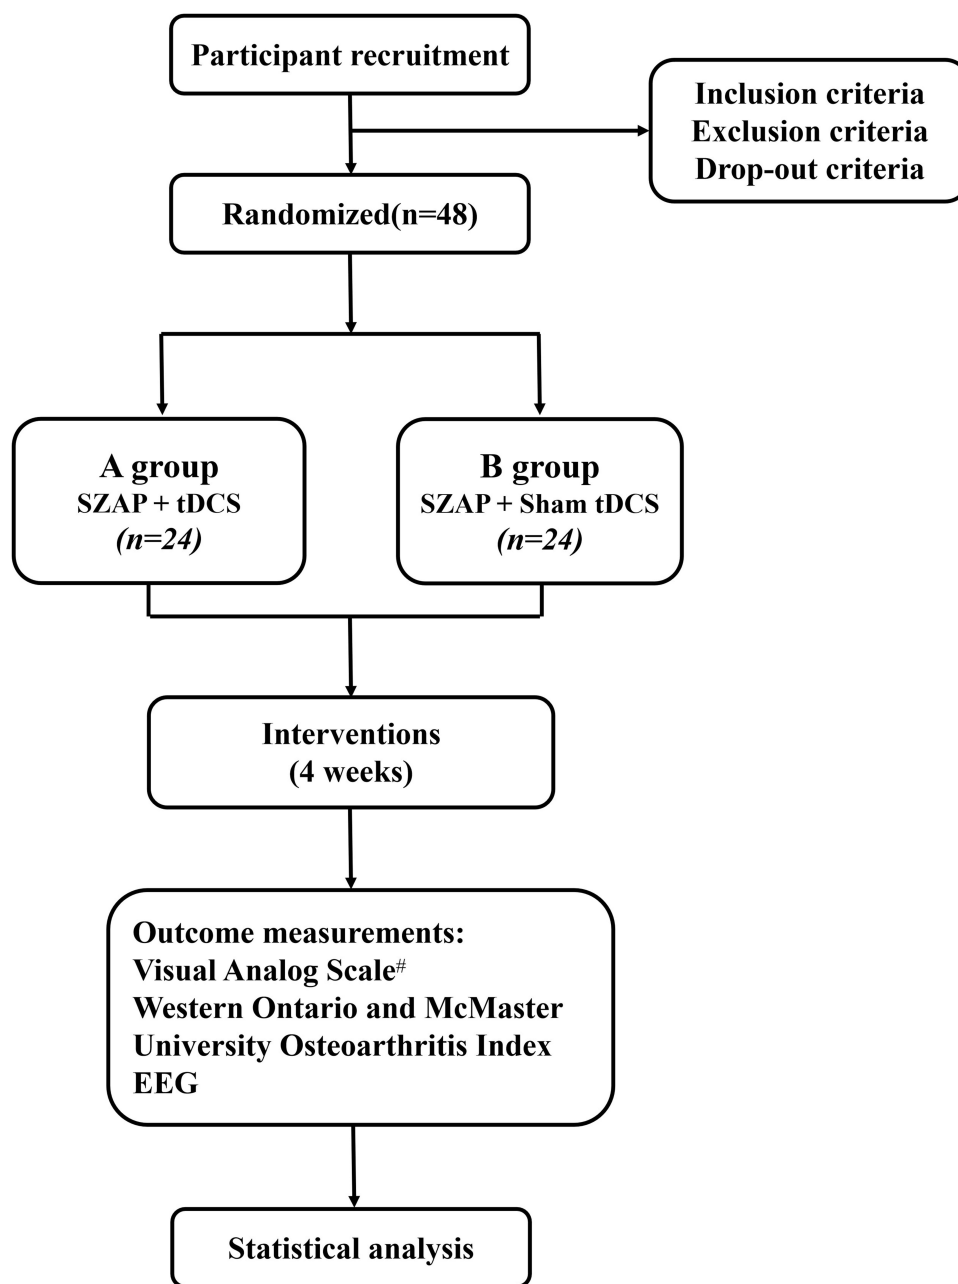 Participant recruitment
Inclusion criteria
Exclusion criteria
Drop-out criteria
Randomized(n=48)
A group
SZAP + tDCS
(n=24)
B group
SZAP + Sham tDCS
(n=24)
Interventions
(4 weeks)
Outcome measurements:
Visual Analog Scale#
Western Ontario and McMaster
University Osteoarthritis Index
EEG
Statistical analysis